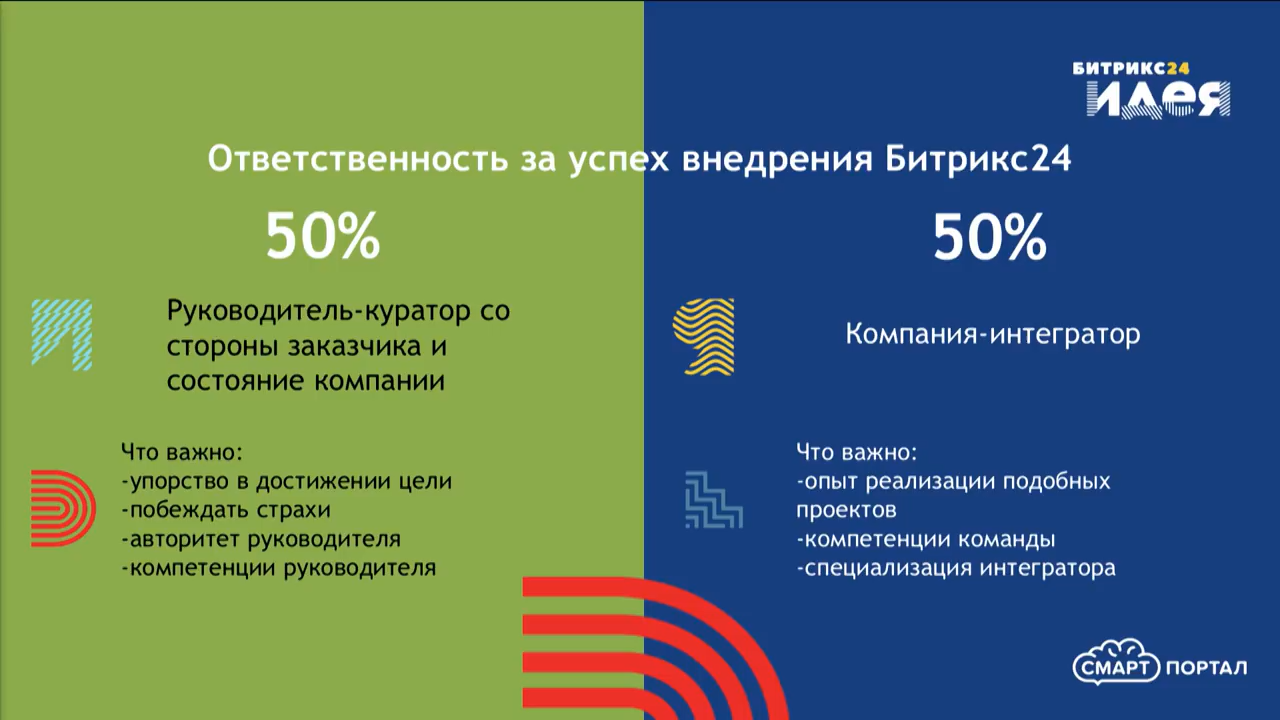 БИТРИКС24
идея
Ответственность за успех внедрения Битрикс24
50%
Руководитель-куратор со
стороны заказчика и
состояние компании
Что важно:
-упорство в достижении цели
-побеждать страхи
-авторитет руководителя
-компетенции руководителя
50%
Компания-интегратор
Что важно:
-опыт реализации подобных
проектов
-компетенции команды
-специализация интегратора
СМАРТ ПОРТАЛ